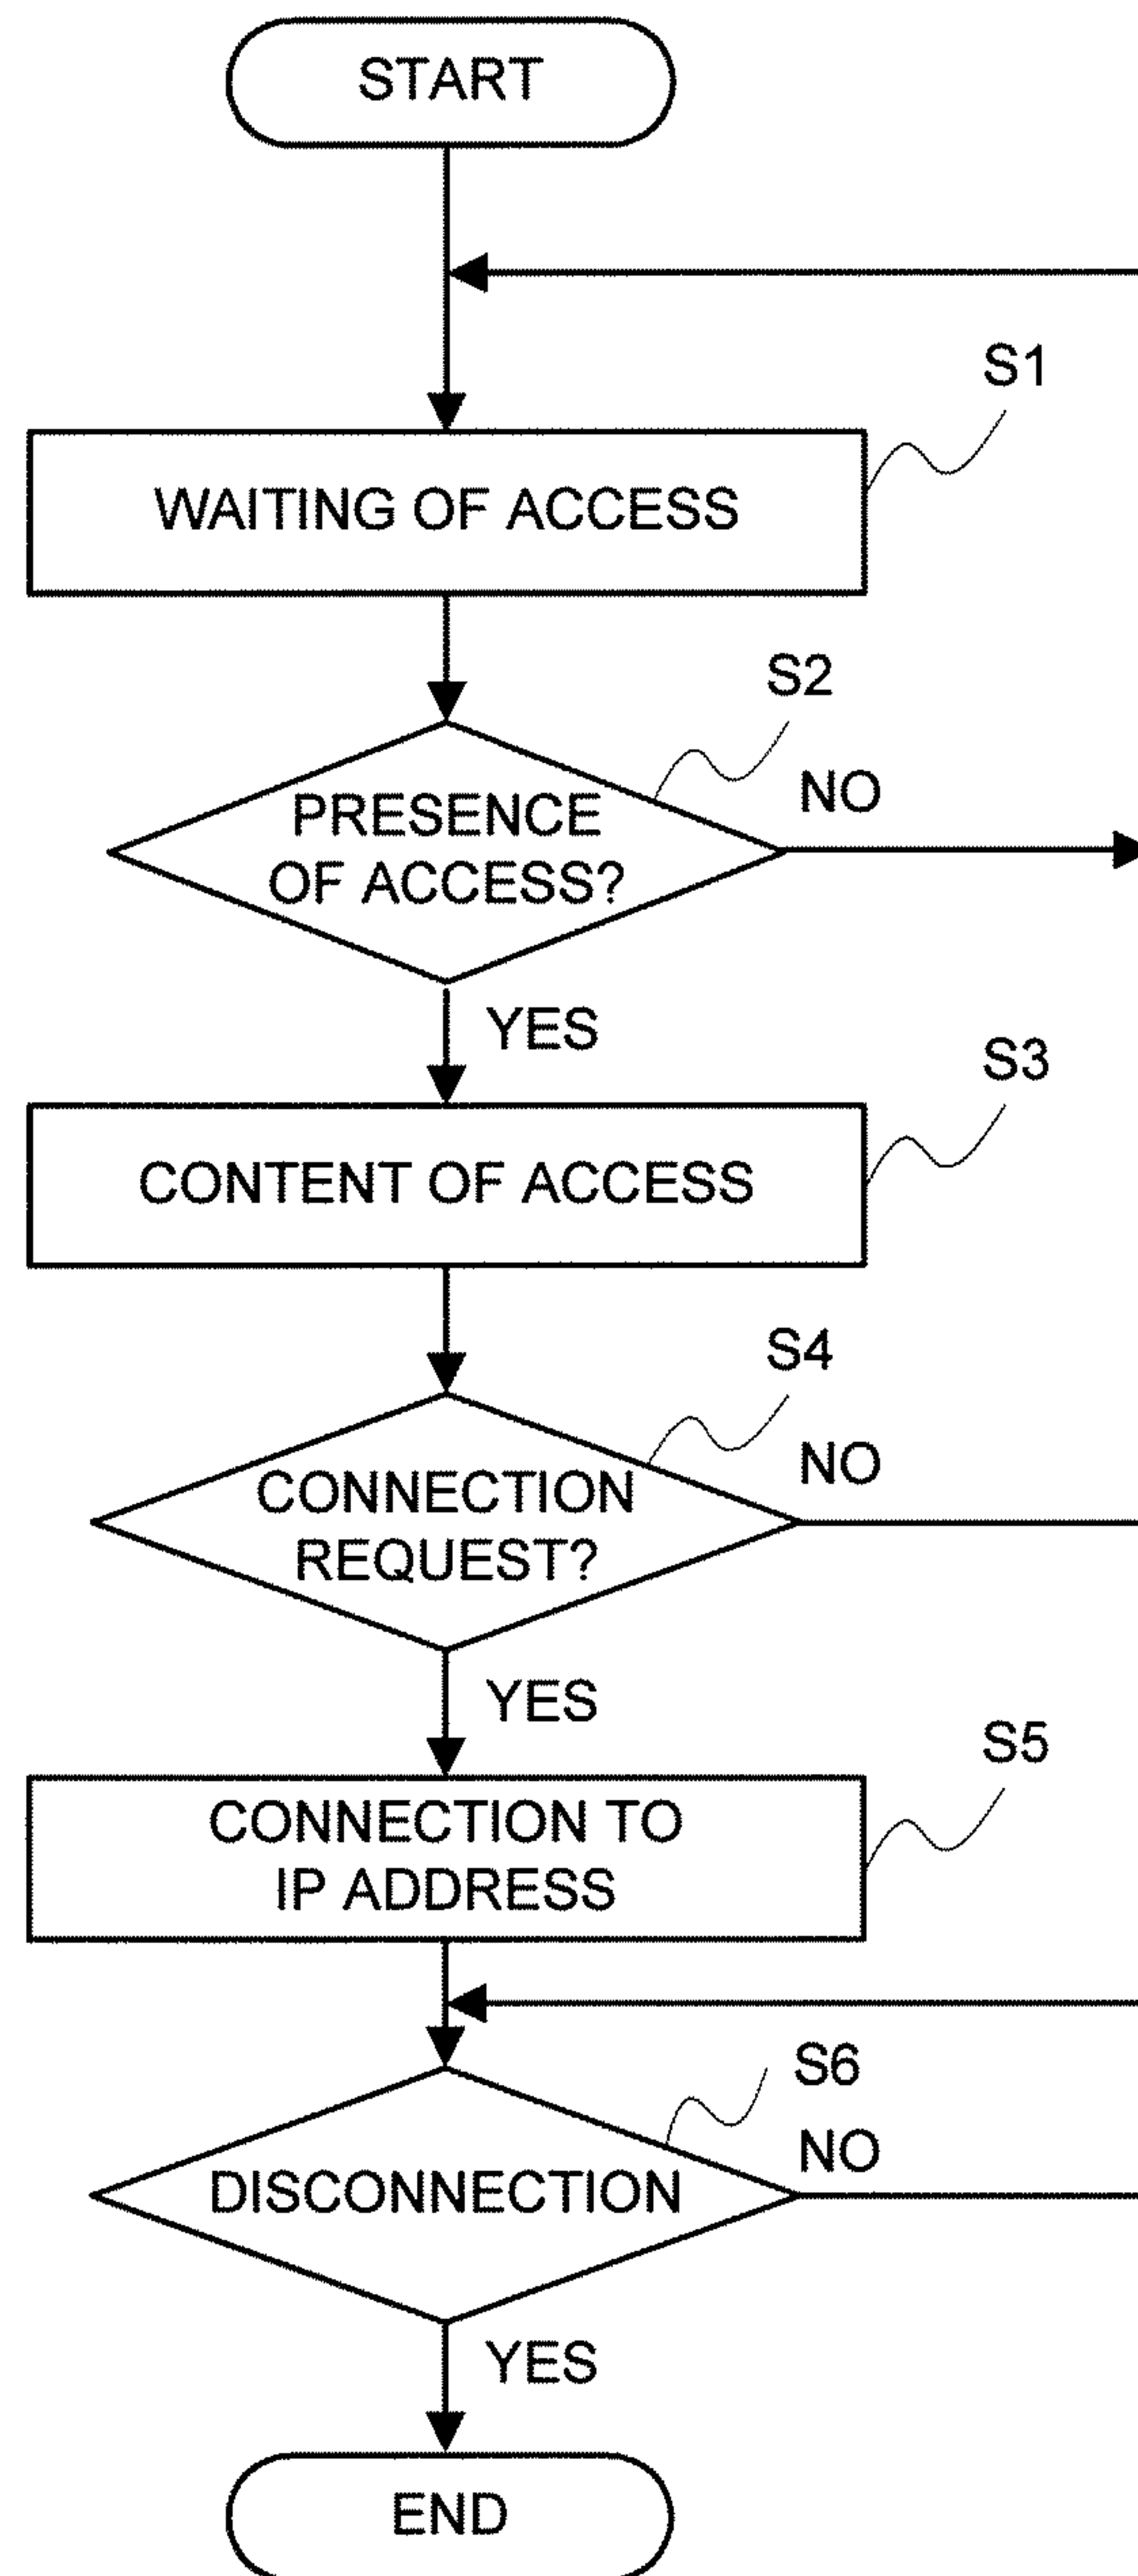 START
S1
WAITING OF ACCESS
S2
NO
PRESENCE
OF ACCESS?
YES
S3
CONTENT OF ACCESS
S4
NO
CONNECTION
REQUEST?
YES
S5
CONNECTION TO
IP ADDRESS
S6
NO
DISCONNECTION
YES
END